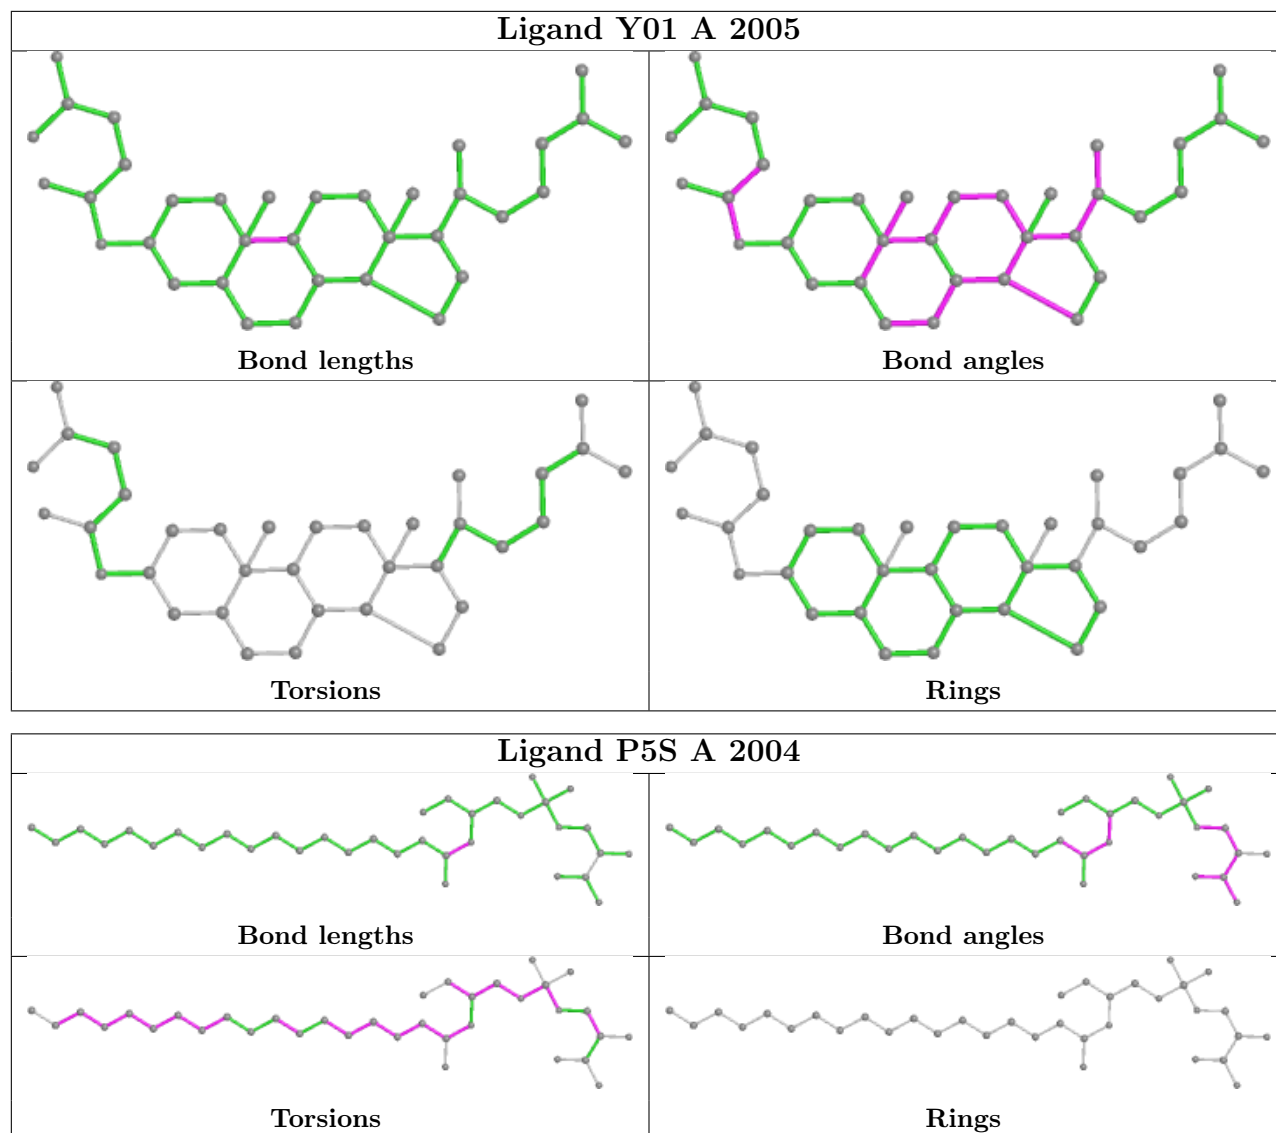 Ligand Y01 A 2005
Bond lengths
Bond angles
Torsions
Rings
Ligand P5S A 2004
Bond lengths
Bond angles
Torsions
Rings